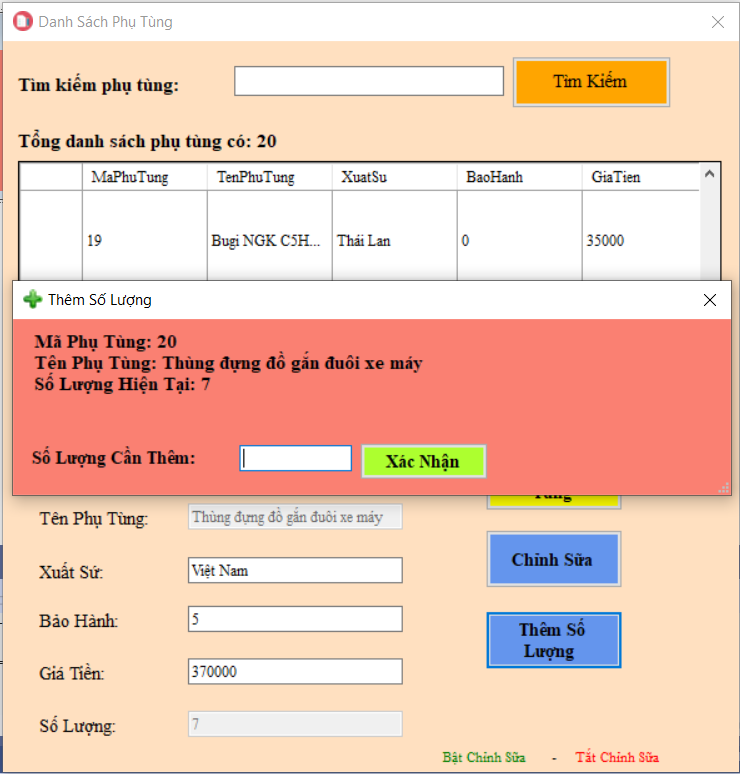 Danh Sách Phụ Tùng
Tìm kiếm phụ tùng:
Tìm Kiếm
Tổng danh sách phụ tùng có: 20
MaPhuTung TenPhuTung XuatSu BaoHanh GiaTien
19 Bugi NGK C5H... Thái Lan 0 35000
Thêm Số Lượng
Mã Phụ Tùng: 20
Tên Phụ Tùng: Thùng đựng đồ gắn đuôi xe máy
Số Lượng Hiện Tại: 7
Số Lượng Cần Thêm:
Xác Nhận
Tùng
Tên Phụ Tùng: Thùng đựng đồ gắn đuôi xe máy
Chỉnh Sữa
Xuất Sứ: Việt Nam
Bảo Hành: 5
Thêm Số
Lượng
Giá Tiền: 370000
Số Lượng: 7
Bật Chỉnh Sữa - Tắt Chỉnh Sữa